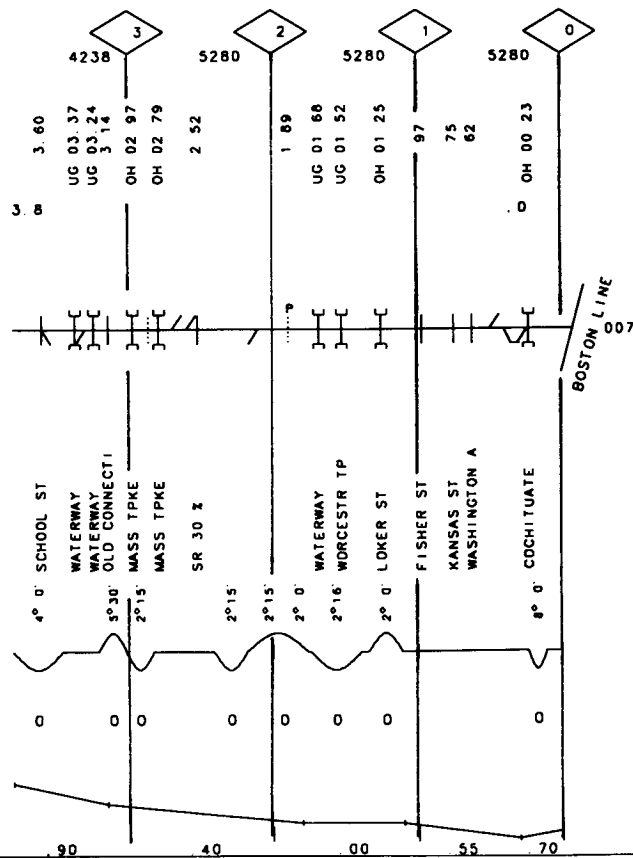 3
2
1
0
4238
5280
5280
5280
3.60
UG 03.37
UG 03.24
3 14
OH 02 97
OH 02 79
2 52
1 89
UG 01 68
UG 01 52
OH 01 25
97
75
62
OH 00 23
3.8
.0
P
BOSTON LINE
007
SCHOOL ST
WATERWAY
WATERWAY
OLD CONNECTI
MASS TPKE
MASS TPKE
SR 30 %
WATERWAY
WORCESTR TP
LOKER ST
FISHER ST
KANSAS ST
WASHINGTON A
COCHITUATE
4° 0'
5°30'
2°15'
2°15'
2°15'
2° 0'
2°16'
2° 0'
8° 0'
0
0
0
0
0
0
0
0
.90
.40
.00
.55
.70